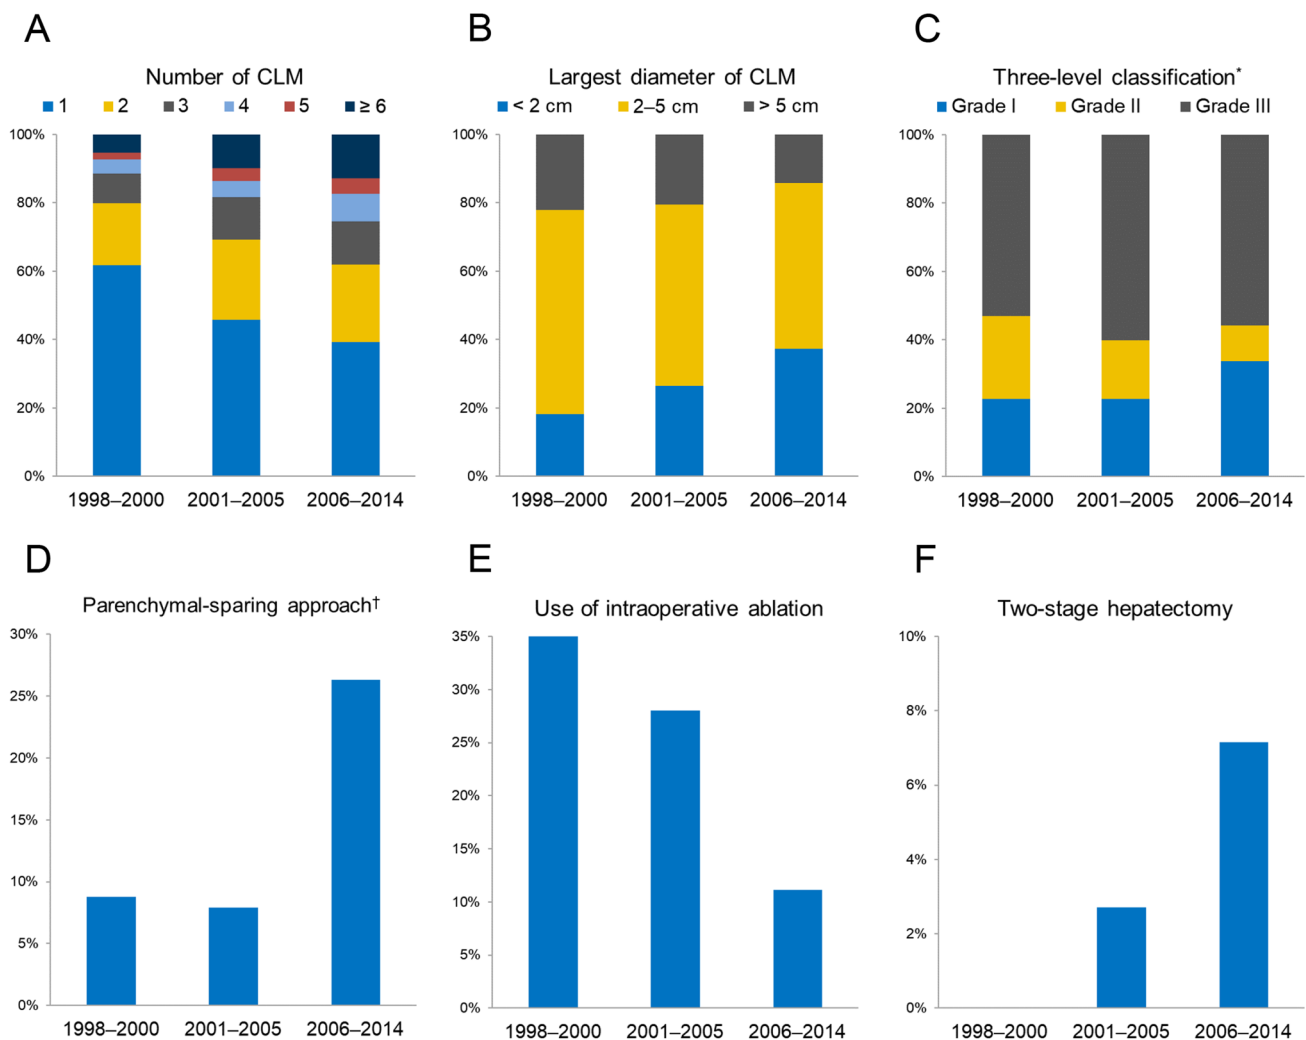 A
Number of CLM
1 2 3 4 5 ≥ 6
100%
80%
60%
40%
20%
0%
1998–2000 2001–2005 2006–2014
B
Largest diameter of CLM
< 2 cm 2–5 cm > 5 cm
100%
80%
60%
40%
20%
0%
1998–2000 2001–2005 2006–2014
C
Three-level classification*
Grade I Grade II Grade III
100%
80%
60%
40%
20%
0%
1998–2000 2001–2005 2006–2014
D
Parenchymal-sparing approach†
30%
25%
20%
15%
10%
5%
0%
1998–2000 2001–2005 2006–2014
E
Use of intraoperative ablation
35%
30%
25%
20%
15%
10%
5%
0%
1998–2000 2001–2005 2006–2014
F
Two-stage hepatectomy
10%
8%
6%
4%
2%
0%
1998–2000 2001–2005 2006–2014